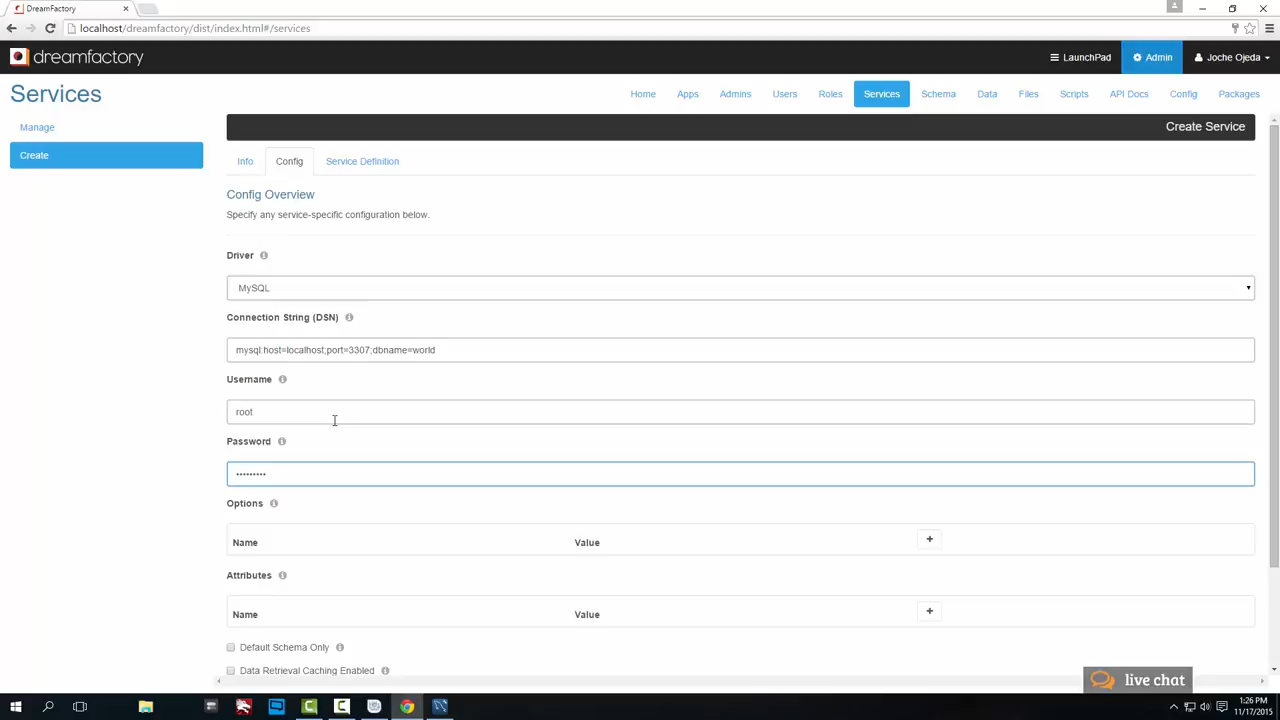 DreamFactory
localhost/dreamfactory/dist/index.html#/services
dreamfactory
LaunchPad
Admin
Joche Ojeda
Services
Home
Apps
Admins
Users
Roles
Services
Schema
Data
Files
Scripts
API Docs
Config
Packages
Manage
Create
Create Service
Info
Config
Service Definition
Config Overview
Specify any service-specific configuration below.
Driver
MySQL
Connection String (DSN)
mysql:host=localhost;port=3307;dbname=world
Username
root
Password
•••••••••
Options
Name
Value
+
Attributes
Name
Value
+
Default Schema Only
Data Retrieval Caching Enabled
live chat
1:26 PM
11/17/2015